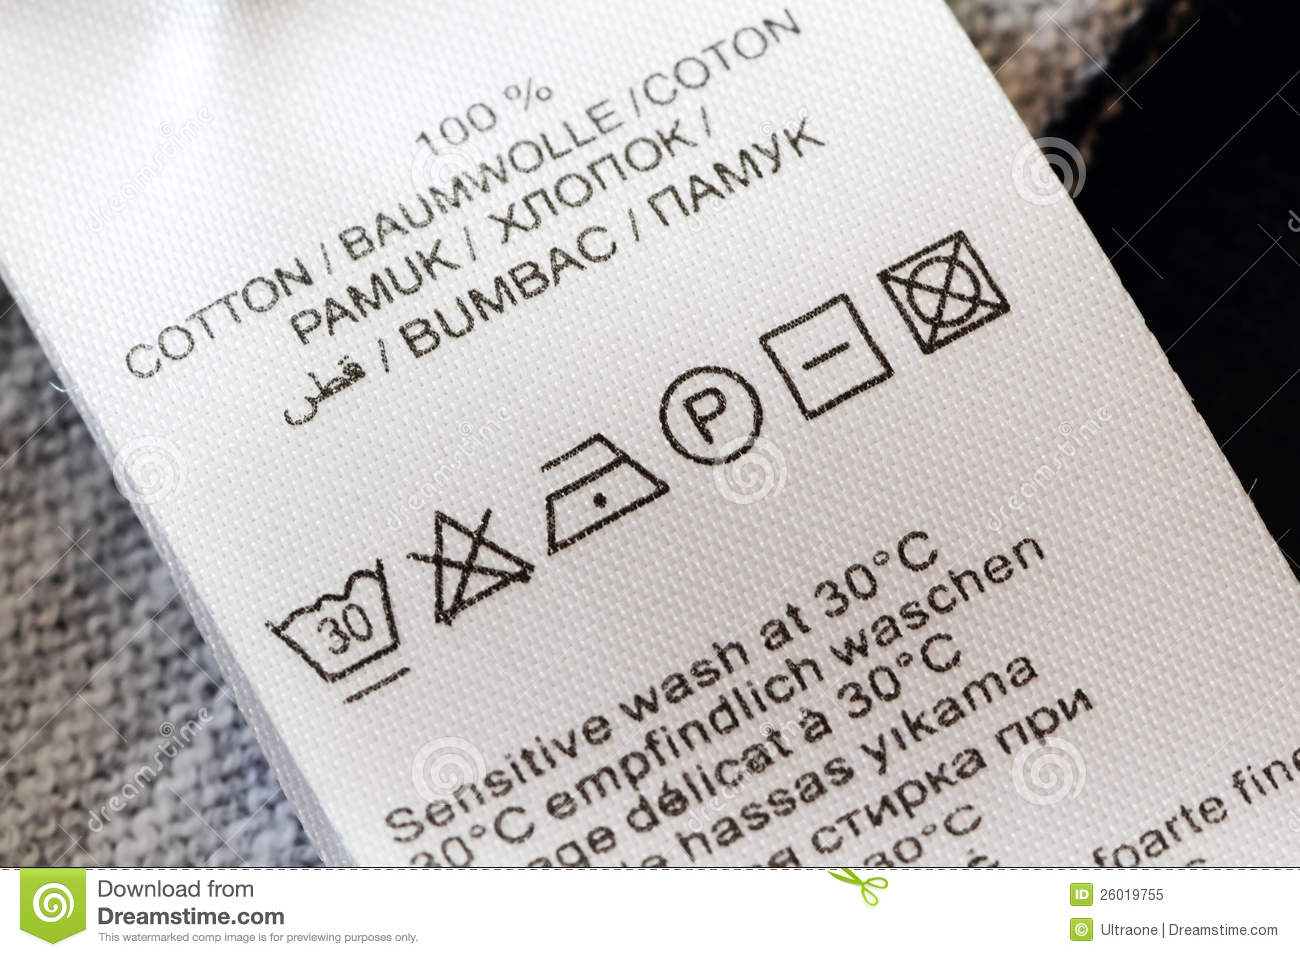 100 %
COTTON / BAUMWOLLE / COTON
PAMUK / ХЛОПОК /
قطن / BUMBAC / ПАМУК
30
P
Sensitive wash at 30°C
30°C empfindlich waschen
age délicat à 30°C
hassas yıkama
стирка при
30°C
foarte fine
Download from
Dreamstime.com
This watermarked comp image is for previewing purposes only.
ID 26019755
© Ultraone | Dreamstime.com